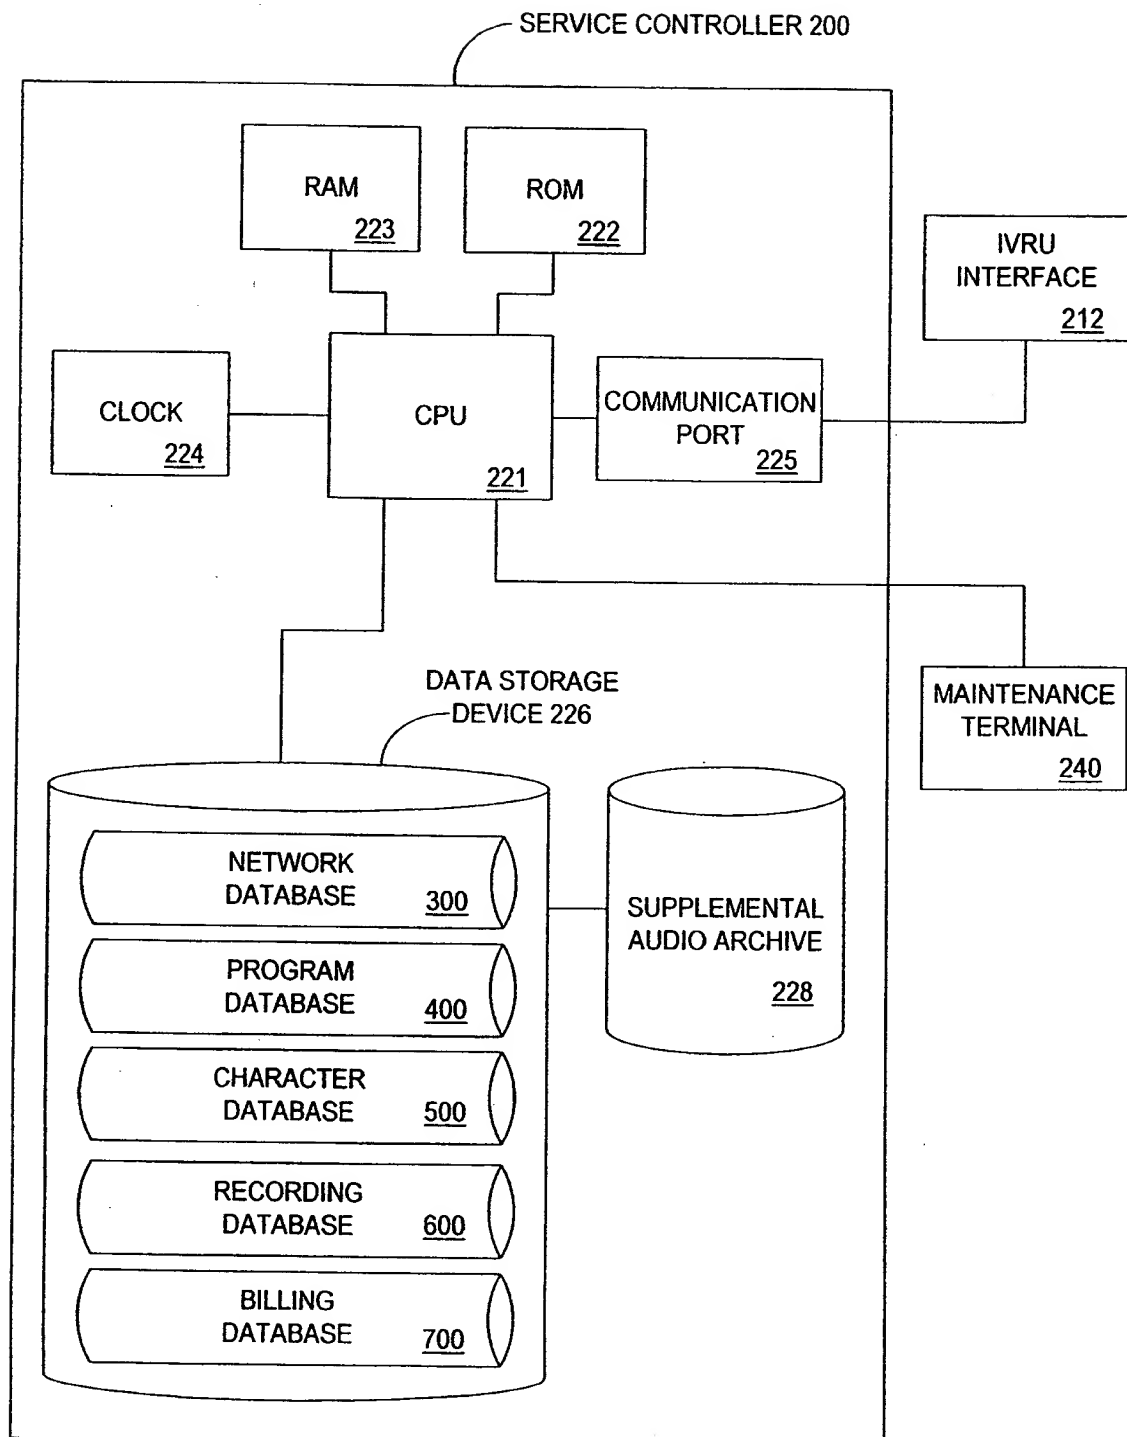 SERVICE CONTROLLER 200
RAM
223
ROM
222
IVRU
INTERFACE
212
CLOCK
224
CPU
221
COMMUNICATION
PORT
225
DATA STORAGE
DEVICE 226
MAINTENANCE
TERMINAL
240
NETWORK
DATABASE
300
PROGRAM
DATABASE
400
CHARACTER
DATABASE
500
RECORDING
DATABASE
600
BILLING
DATABASE
700
SUPPLEMENTAL
AUDIO ARCHIVE
228